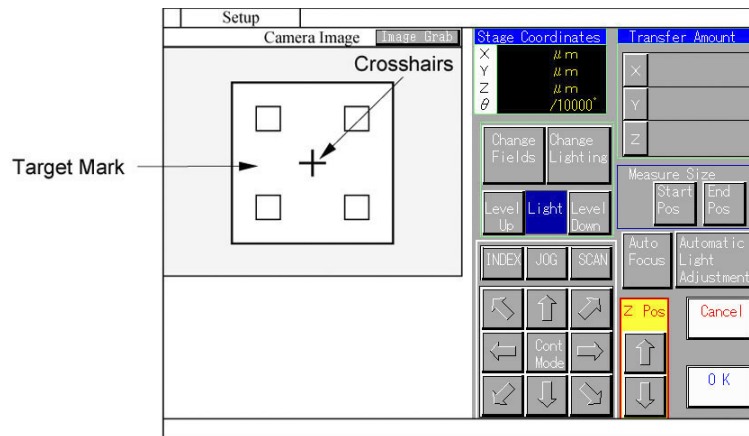 Setup
Camera Image Image Grab
Crosshairs
Target Mark
Stage Coordinates
X μm
Y μm
Z μm
θ /10000°
Transfer Amount
X
Y
Z
Change
Fields
Change
Lighting
Level
Up
Light
Level
Down
Measure Size
Start
Pos
End
Pos
Auto
Focus
Automatic
Light
Adjustment
INDEX
JOG
SCAN
Cont
Mode
Z Pos
Cancel
OK